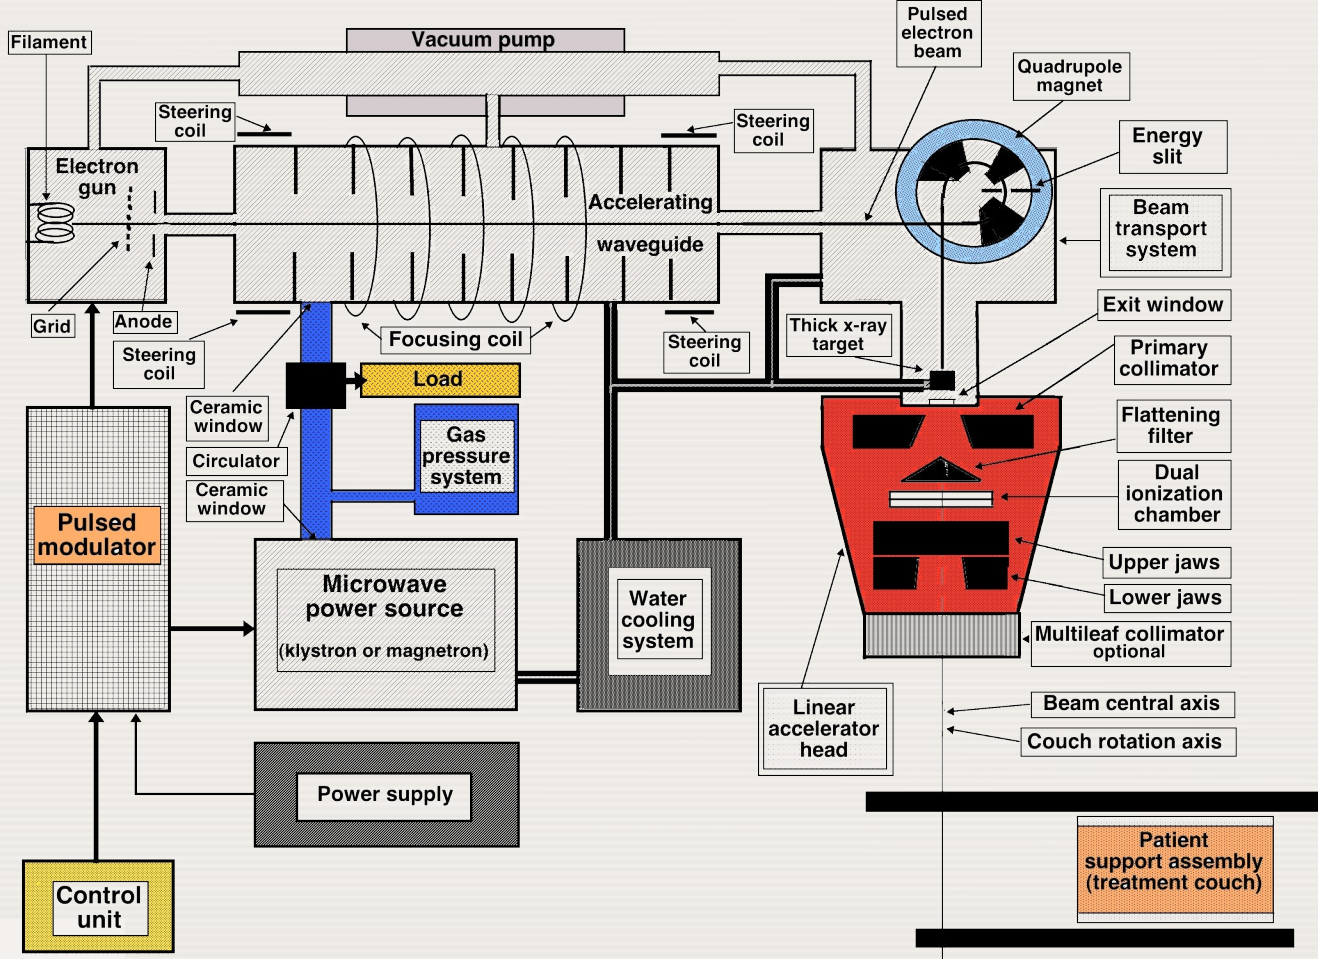 Filament
Vacuum pump
Pulsed
electron
beam
Quadrupole
magnet
Steering
coil
Steering
coil
Energy
slit
Electron
gun
Accelerating
waveguide
Beam
transport
system
Grid
Anode
Steering
coil
Focusing coil
Steering
coil
Thick x-ray
target
Exit window
Primary
collimator
Load
Ceramic
window
Circulator
Ceramic
window
Gas
pressure
system
Flattening
filter
Dual
ionization
chamber
Pulsed
modulator
Microwave
power source
(klystron or magnetron)
Water
cooling
system
Upper jaws
Lower jaws
Multileaf collimator
optional
Linear
accelerator
head
Beam central axis
Couch rotation axis
Power supply
Patient
support assembly
(treatment couch)
Control
unit